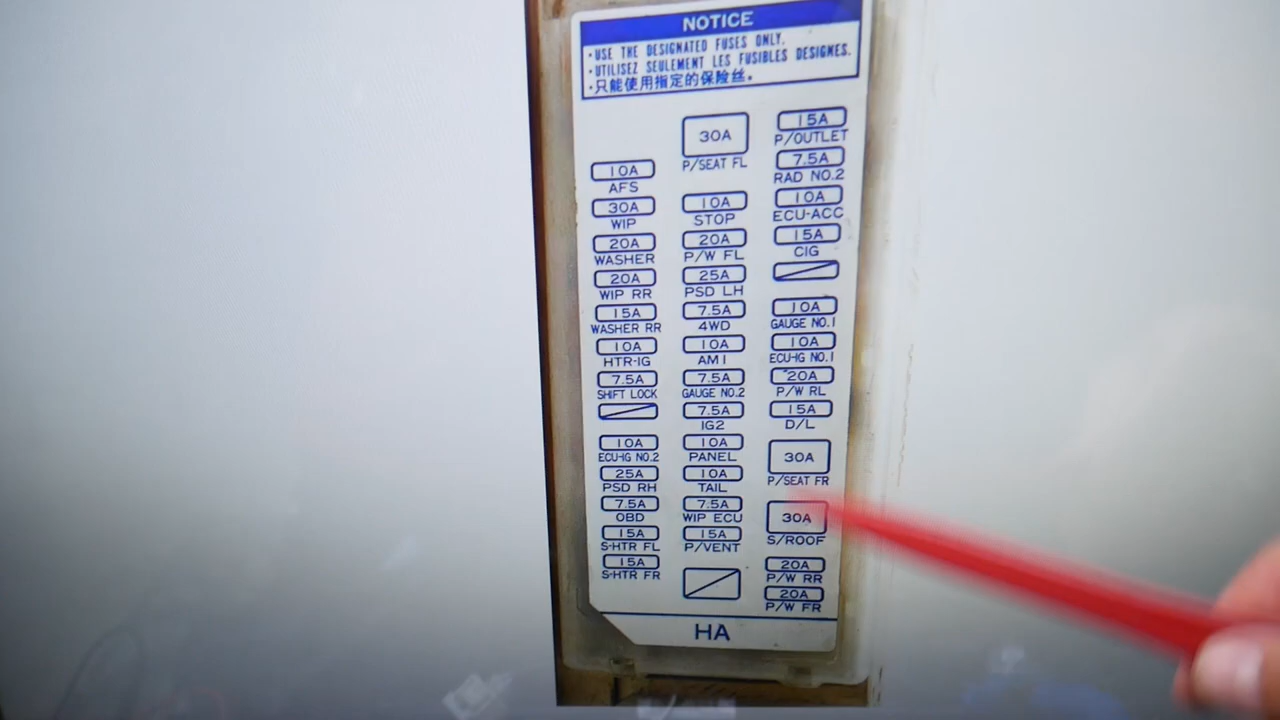 NOTICE
·USE THE DESIGNATED FUSES ONLY.
·UTILISEZ SEULEMENT LES FUSIBLES DESIGNES.
·只能使用指定的保险丝。
10A
AFS
30A
WIP
20A
WASHER
20A
WIP RR
15A
WASHER RR
10A
HTR-IG
7.5A
SHIFT LOCK
10A
ECU-IG NO.2
25A
PSD RH
7.5A
OBD
15A
S-HTR FL
15A
S-HTR FR
30A
P/SEAT FL
10A
STOP
20A
P/W FL
25A
PSD LH
7.5A
4WD
10A
AM1
7.5A
GAUGE NO.2
7.5A
IG2
10A
PANEL
10A
TAIL
7.5A
WIP ECU
15A
P/VENT
15A
P/OUTLET
7.5A
RAD NO.2
10A
ECU-ACC
15A
CIG
10A
GAUGE NO.1
10A
ECU-IG NO.1
20A
P/W RL
15A
D/L
30A
P/SEAT FR
30A
S/ROOF
20A
P/W RR
20A
P/W FR
HA